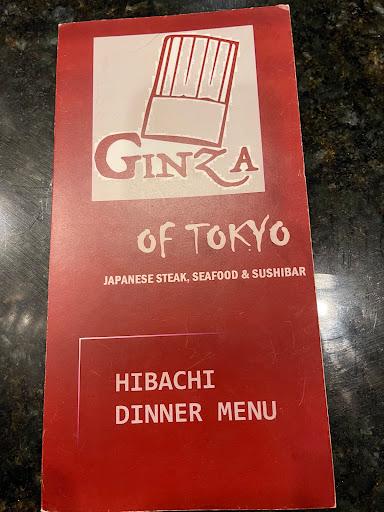 GINZA
OF TOKYO
JAPANESE STEAK, SEAFOOD & SUSHIBAR
HIBACHI
DINNER MENU